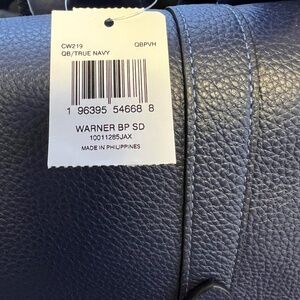 CW219 QBPVH
QB/TRUE NAVY
1 96395 54668 8
WARNER BP SD
10011285JAX
MADE IN PHILIPPINES